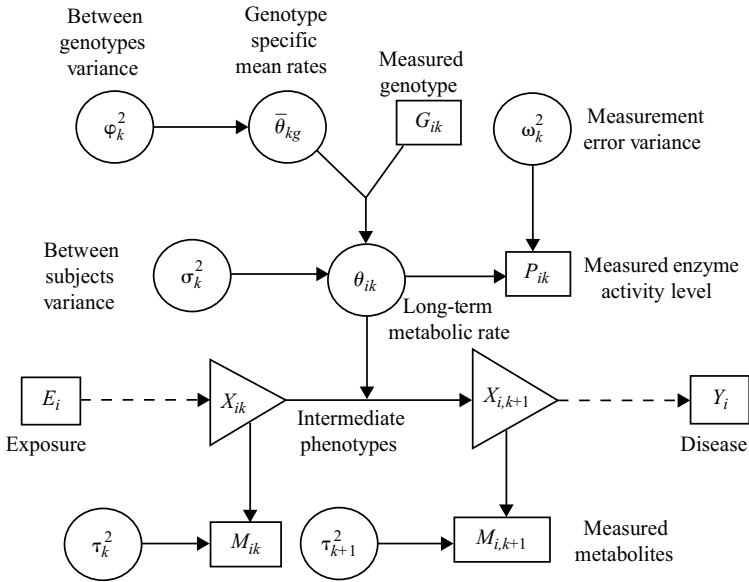 Between
genotypes
variance
Genotype
specific
mean rates
Measured
genotype
φ²ₖ
θ̄ₖg
Gᵢₖ
ω²ₖ
Measurement
error variance
Between
subjects
variance
σ²ₖ
θᵢₖ
Pᵢₖ
Measured enzyme
activity level
Long-term
metabolic rate
Eᵢ
Exposure
Xᵢₖ
Intermediate
phenotypes
Xᵢ,ₖ₊₁
Yᵢ
Disease
τ²ₖ
Mᵢₖ
τ²ₖ₊₁
Mᵢ,ₖ₊₁
Measured
metabolites